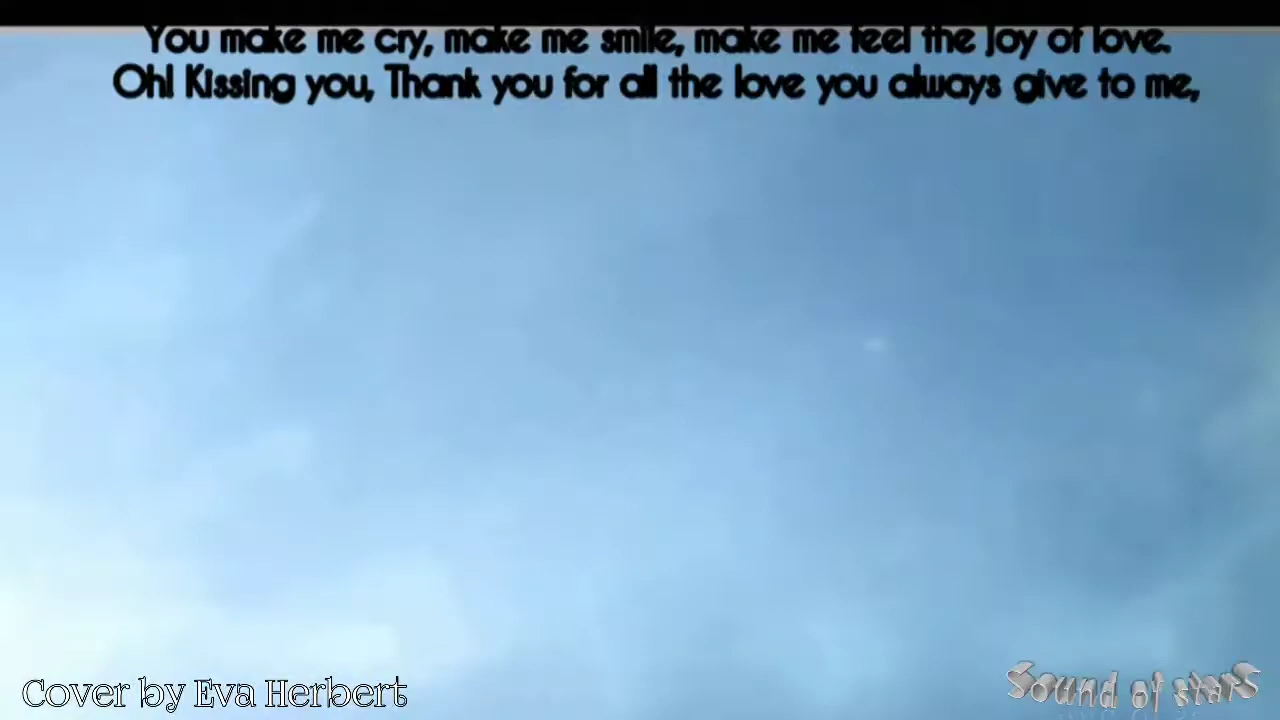 You make me cry, make me smile, make me feel the joy of love.
Oh! Kissing you, Thank you for all the love you always give to me,
Cover by Eva Herbert
Sound of stars